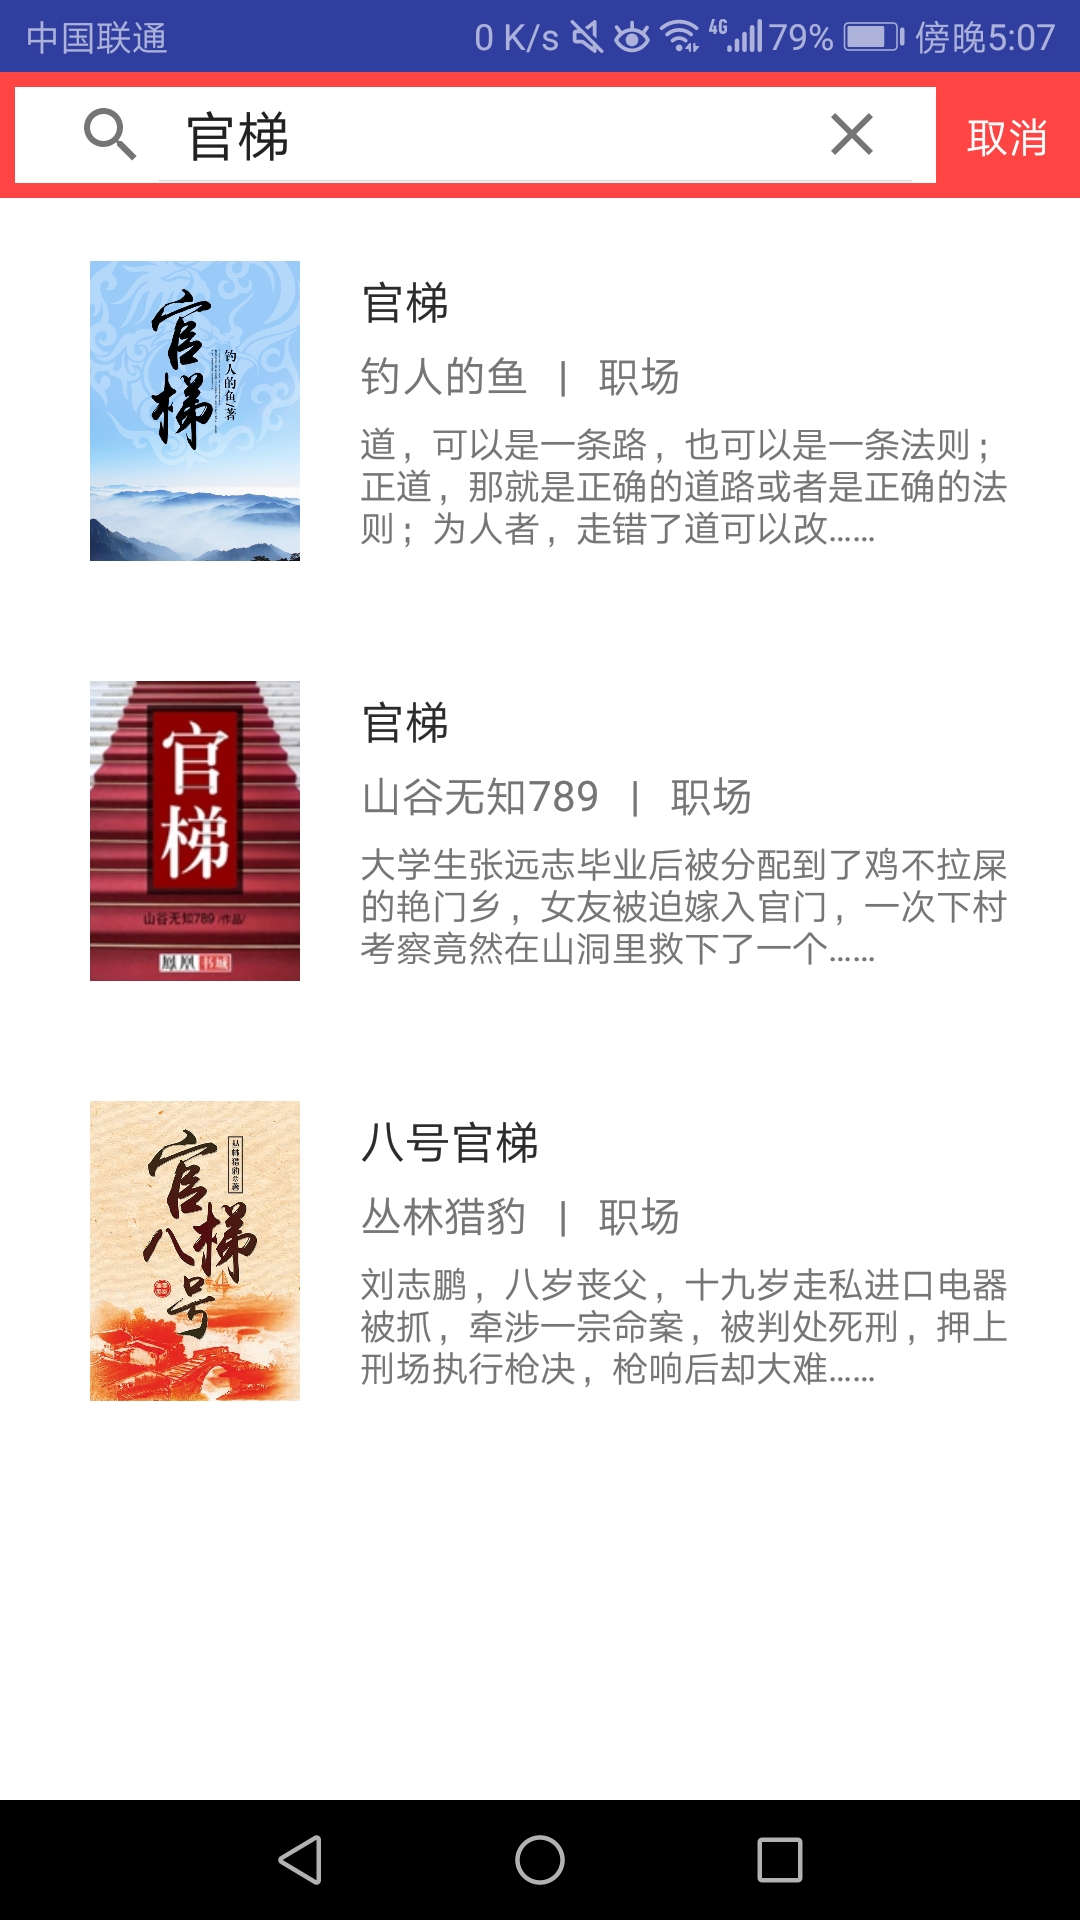 中国联通 0 K/s 4G 79% 傍晚5:07
官梯 取消
官梯
钓人的鱼/著
官梯
钓人的鱼 | 职场
道，可以是一条路，也可以是一条法则；
正道，那就是正确的道路或者是正确的法
则；为人者，走错了道可以改……
官梯
山谷无知789 /作品/
鳳凰书城
官梯
山谷无知789 | 职场
大学生张远志毕业后被分配到了鸡不拉屎
的艳门乡，女友被迫嫁入官门，一次下村
考察竟然在山洞里救下了一个……
官梯
八号
丛林猎豹◎著
八号官梯
丛林猎豹 | 职场
刘志鹏，八岁丧父，十九岁走私进口电器
被抓，牵涉一宗命案，被判处死刑，押上
刑场执行枪决，枪响后却大难……